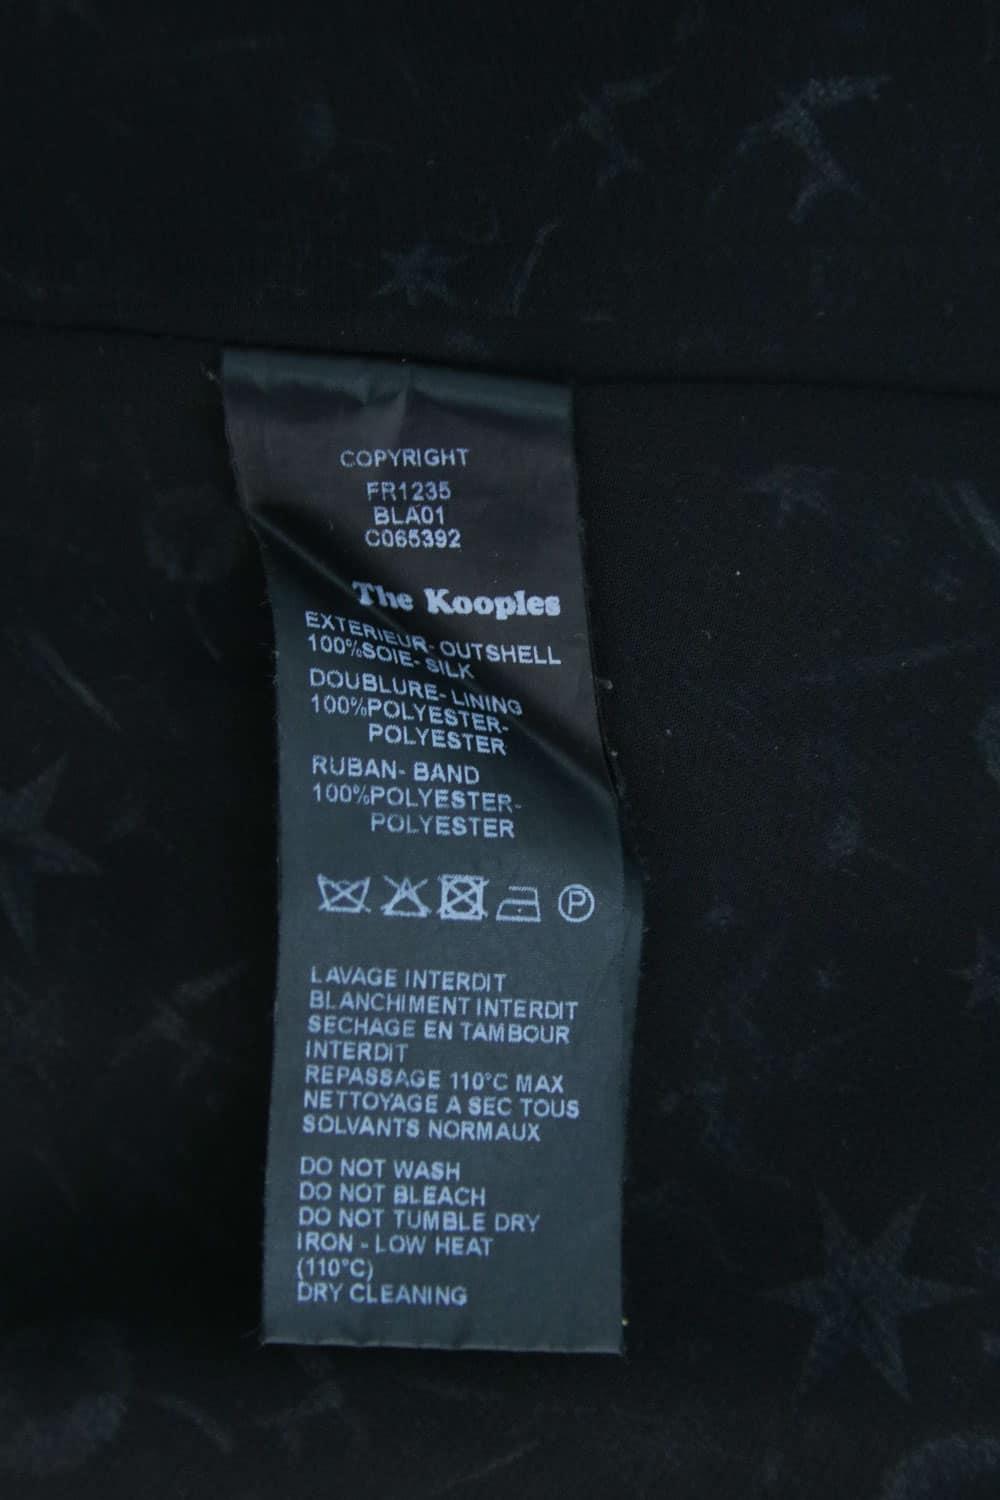 COPYRIGHT
FR1235
BLA01
C065392
The Kooples
EXTERIEUR- OUTSHELL
100%SOIE- SILK
DOUBLURE- LINING
100%POLYESTER-
POLYESTER
RUBAN- BAND
100%POLYESTER-
POLYESTER
P
LAVAGE INTERDIT
BLANCHIMENT INTERDIT
SECHAGE EN TAMBOUR
INTERDIT
REPASSAGE 110°C MAX
NETTOYAGE A SEC TOUS
SOLVANTS NORMAUX
DO NOT WASH
DO NOT BLEACH
DO NOT TUMBLE DRY
IRON - LOW HEAT
(110°C)
DRY CLEANING